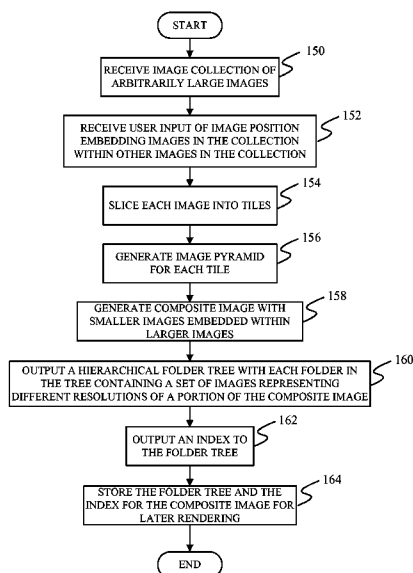 START
150
RECEIVE IMAGE COLLECTION OF
ARBITRARILY LARGE IMAGES
152
RECEIVE USER INPUT OF IMAGE POSITION
EMBEDDING IMAGES IN THE COLLECTION
WITHIN OTHER IMAGES IN THE COLLECTION
154
SLICE EACH IMAGE INTO TILES
156
GENERATE IMAGE PYRAMID
FOR EACH TILE
158
GENERATE COMPOSITE IMAGE WITH
SMALLER IMAGES EMBEDDED WITHIN
LARGER IMAGES
160
OUTPUT A HIERARCHICAL FOLDER TREE WITH EACH FOLDER IN
THE TREE CONTAINING A SET OF IMAGES REPRESENTING
DIFFERENT RESOLUTIONS OF A PORTION OF THE COMPOSITE IMAGE
162
OUTPUT AN INDEX TO
THE FOLDER TREE
164
STORE THE FOLDER TREE AND THE
INDEX FOR THE COMPOSITE IMAGE FOR
LATER RENDERING
END